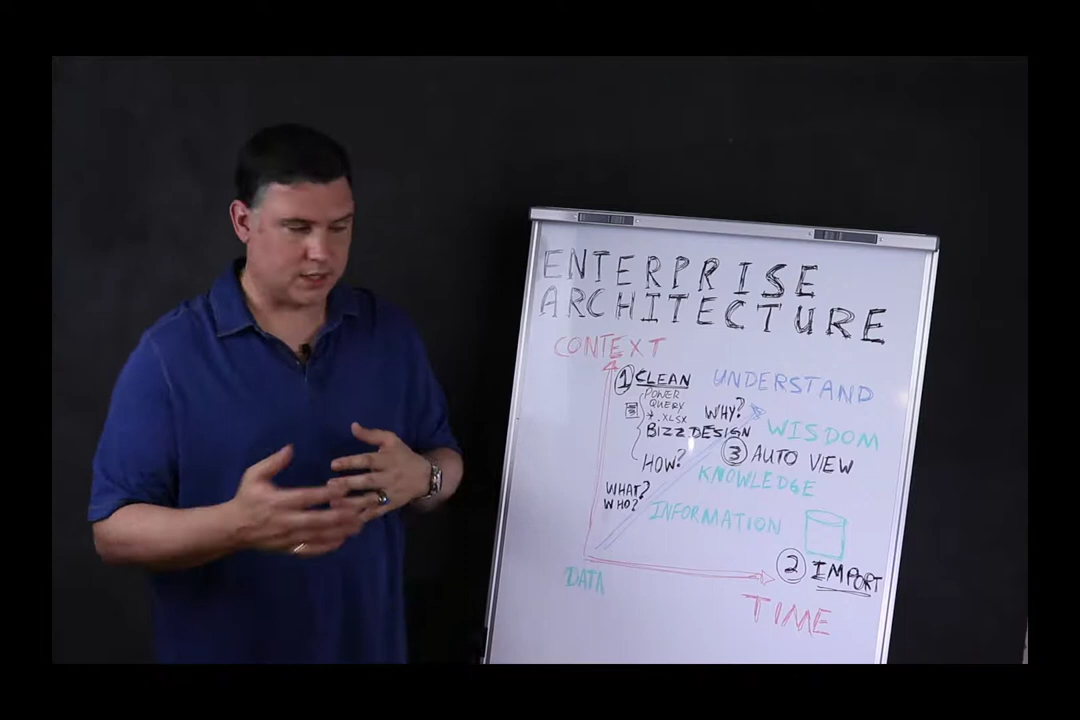 ENTERPRISE
ARCHITECTURE
CONTEXT
1 CLEAN
POWER
QUERY
*.XLSX
BIZZDESIGN
HOW?
WHAT?
WHO?
UNDERSTAND
WHY?
WISDOM
3 AUTO VIEW
KNOWLEDGE
INFORMATION
2 IMPORT
DATA
TIME